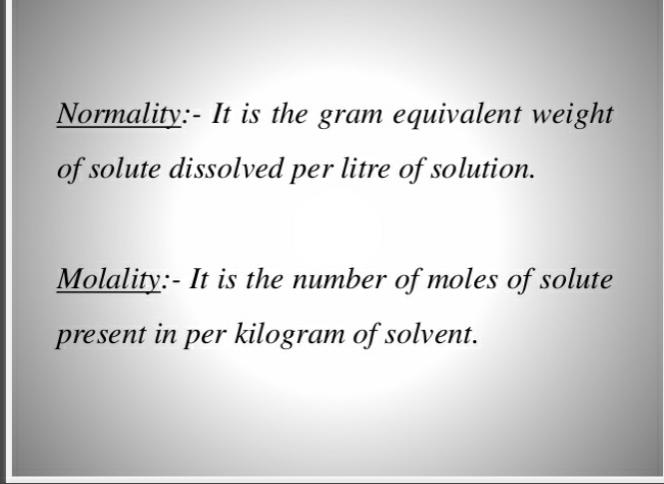 Normality:- It is the gram equivalent weight
of solute dissolved per litre of solution.
Molality:- It is the number of moles of solute
present in per kilogram of solvent.